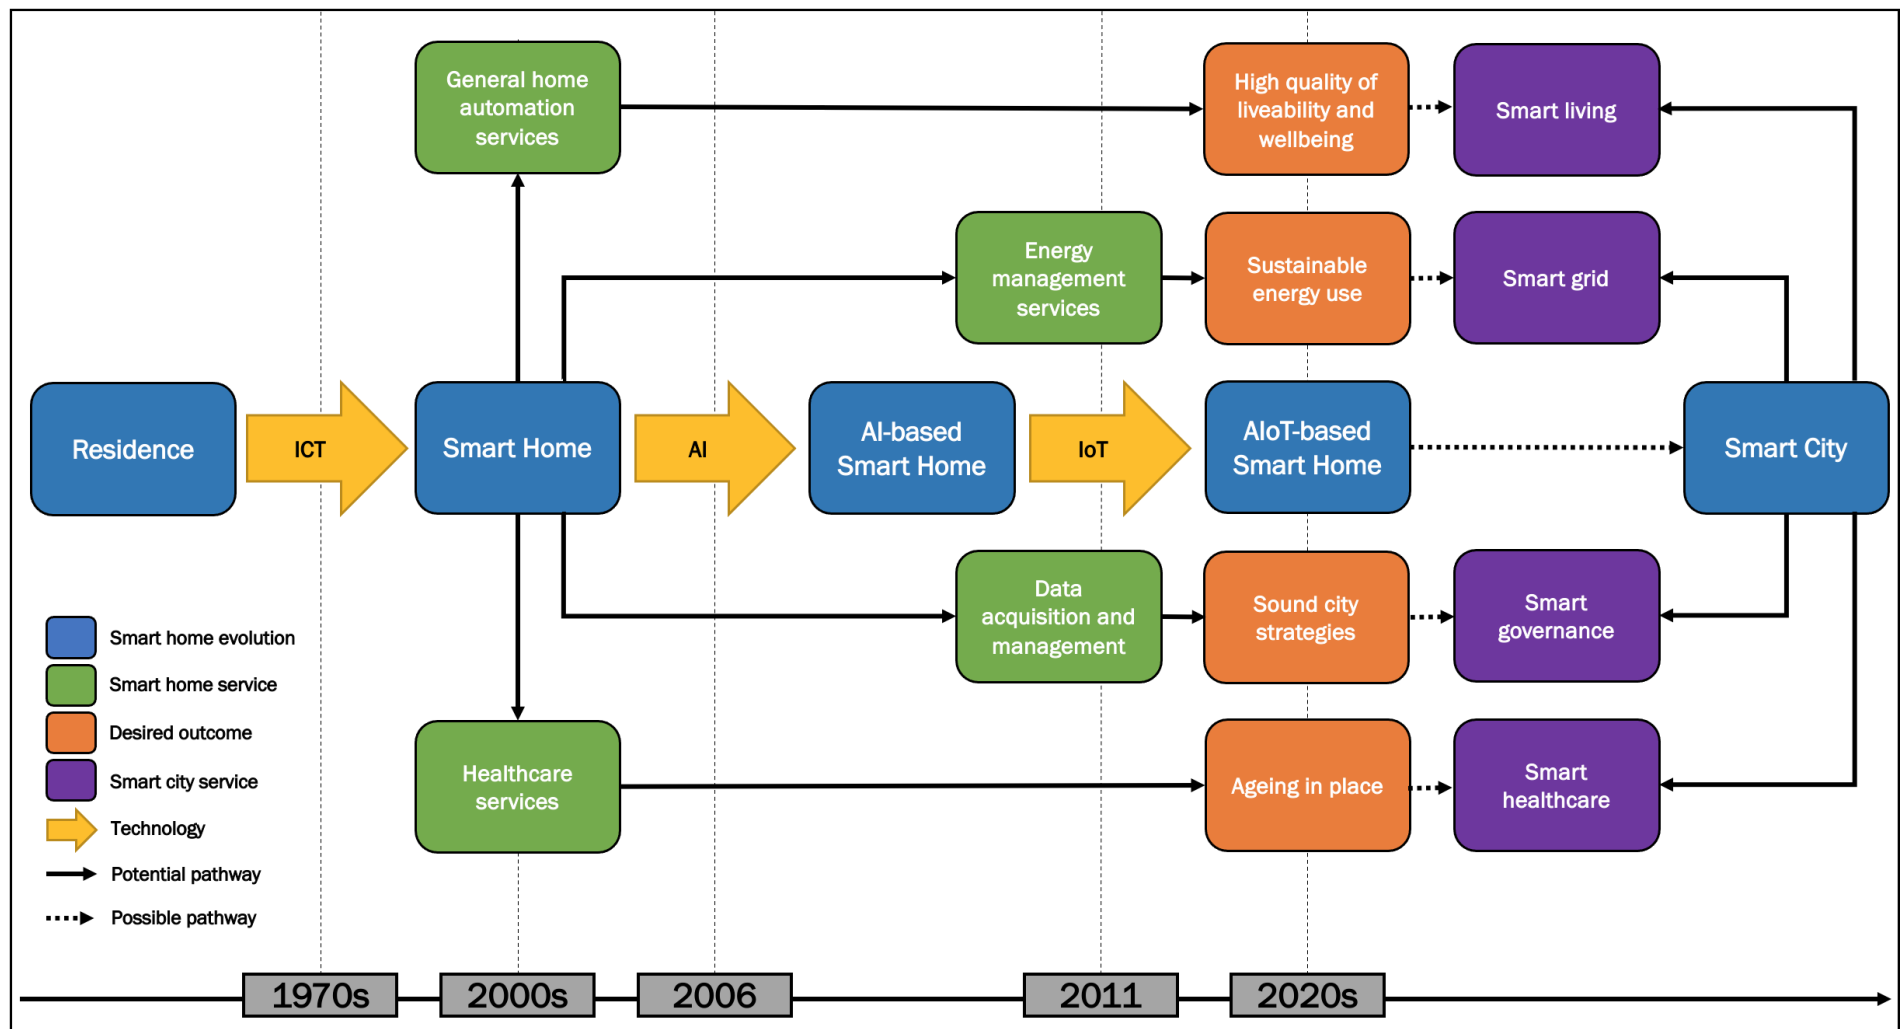 General home
automation
services
High quality of
liveability and
wellbeing
Smart living
Energy
management
services
Sustainable
energy use
Smart grid
Residence
ICT
Smart Home
AI
AI-based
Smart Home
IoT
AIoT-based
Smart Home
Smart City
Data
acquisition and
management
Sound city
strategies
Smart
governance
Healthcare
services
Ageing in place
Smart
healthcare
Smart home evolution
Smart home service
Desired outcome
Smart city service
Technology
Potential pathway
Possible pathway
1970s
2000s
2006
2011
2020s